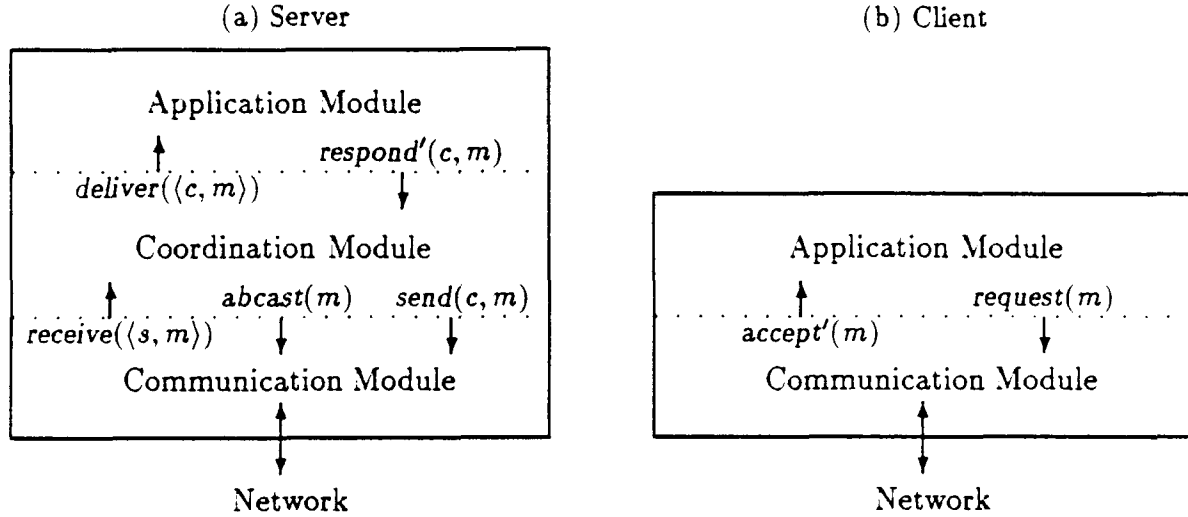 (a) Server
Application Module
respond′(c, m)
deliver(⟨c, m⟩)
Coordination Module
abcast(m)
send(c, m)
receive(⟨s, m⟩)
Communication Module
Network
(b) Client
Application Module
request(m)
accept′(m)
Communication Module
Network